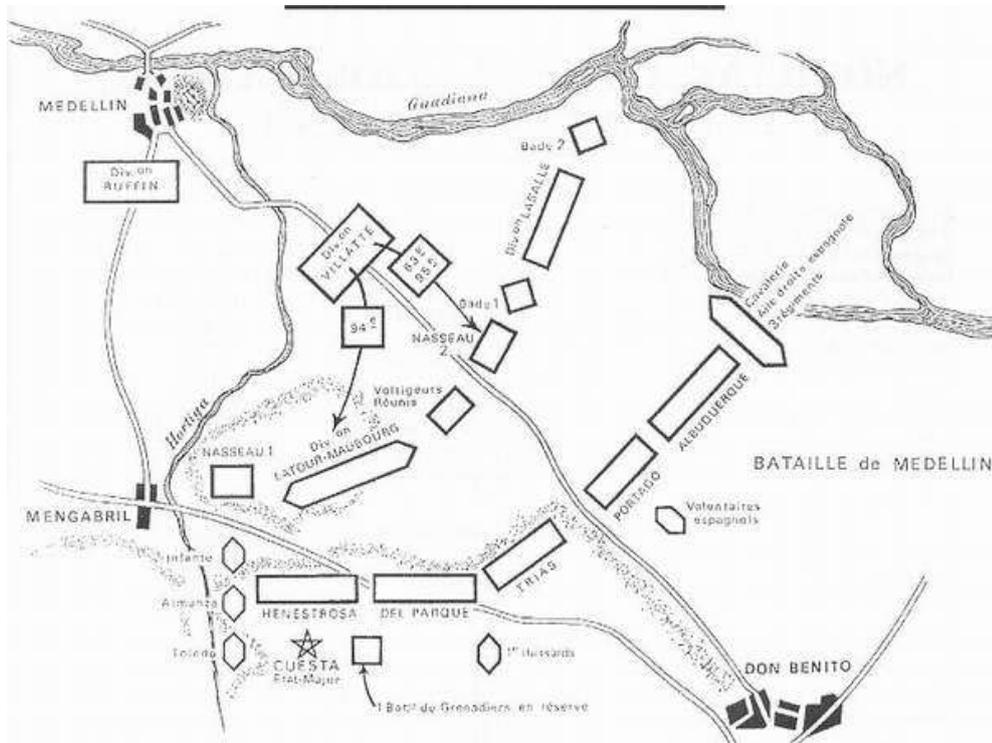 Guadiana
MEDELLIN
Div.on
RUFFIN
Bade 2
Div.on LASALLE
Div.on
VILLATTE
63e
95e
Bade 1
94e
NASSEAU
2
Cavalerie
Aile droite espagnole
3 régiments
Voltigeurs
Réunis
ALBUQUERQUE
Hortiga
Div.on
LATOUR-MAUBOURG
NASSEAU 1
BATAILLE de MEDELLIN
PORTAGO
Volontaires
espagnols
MENGABRIL
Infante
TRIAS
Almanza
HENESTROSA
DEL PARQUE
Toledo
CUESTA
Etat-Major
1er Hussards
DON BENITO
1 Bat.on de Grenadiers en réserve